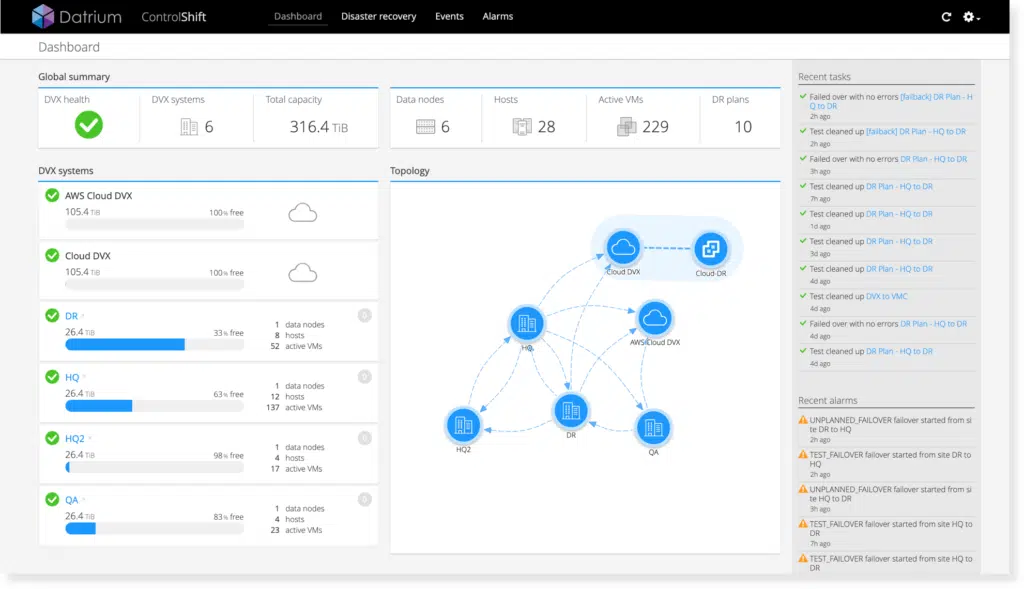 Datrium
ControlShift
Dashboard
Disaster recovery
Events
Alarms
Dashboard
Global summary
DVX health
DVX systems
6
Total capacity
316.4 TiB
Data nodes
6
Hosts
28
Active VMs
229
DR plans
10
DVX systems
AWS Cloud DVX
105.4 TiB
100% free
Cloud DVX
105.4 TiB
100% free
DR
26.4 TiB
33% free
1 data nodes
8 hosts
52 active VMs
HQ
26.4 TiB
63% free
1 data nodes
12 hosts
137 active VMs
HQ2
26.4 TiB
98% free
1 data nodes
4 hosts
17 active VMs
QA
26.4 TiB
83% free
1 data nodes
4 hosts
23 active VMs
Topology
Cloud DVX
Cloud-DR
HQ
AWS Cloud DVX
HQ2
DR
QA
Recent tasks
Failed over with no errors [failback] DR Plan - H
Q to DR
2h ago
Test cleaned up [failback] DR Plan - HQ to DR
2h ago
Failed over with no errors DR Plan - HQ to DR
3h ago
Test cleaned up DR Plan - HQ to DR
7h ago
Test cleaned up DR Plan - HQ to DR
1d ago
Test cleaned up DR Plan - HQ to DR
3d ago
Test cleaned up DR Plan - HQ to DR
4d ago
Test cleaned up DVX to VMC
4d ago
Failed over with no errors DR Plan - HQ to DR
4d ago
Test cleaned up DR Plan - HQ to DR
4d ago
Recent alarms
UNPLANNED_FAILOVER failover started from si
te DR to HQ
2h ago
TEST_FAILOVER failover started from site DR to
HQ
2h ago
UNPLANNED_FAILOVER failover started from si
te HQ to DR
3h ago
TEST_FAILOVER failover started from site HQ to
DR
7h ago
TEST_FAILOVER failover started from site HQ to
DR